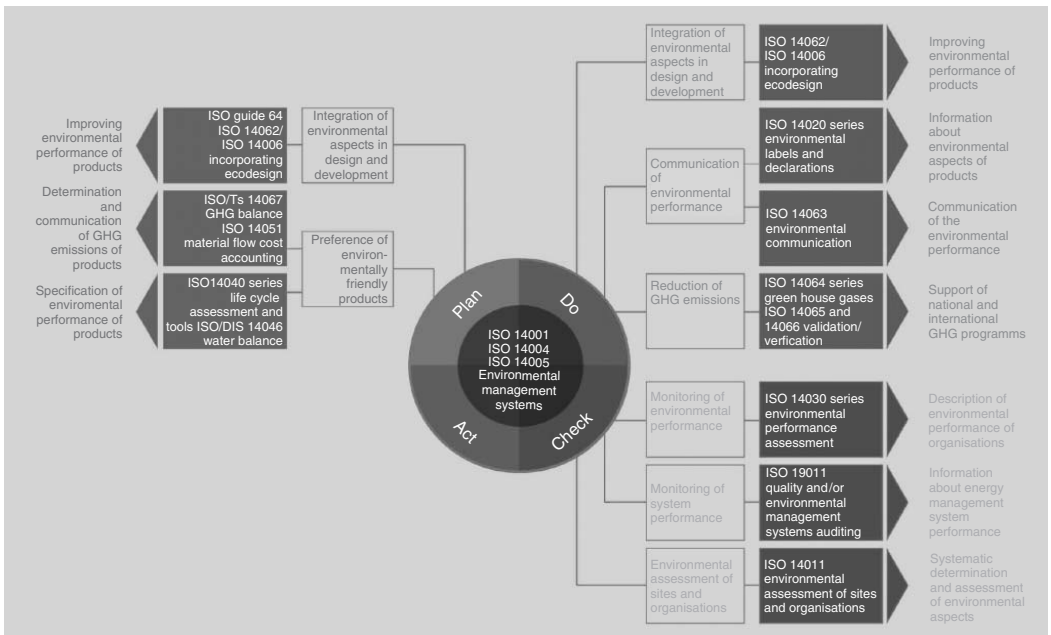 Improving
environmental
performance of
products
ISO guide 64
ISO 14062/
ISO 14006
incorporating
ecodesign
Integration of
environmental
aspects in
design and
development
Determination
and
communication
of GHG
emissions of
products
ISO/Ts 14067
GHG balance
ISO 14051
material flow cost
accounting
Preference of
environ-
mentally
friendly
products
Specification of
enviromental
performance of
products
ISO14040 series
life cycle
assessment and
tools ISO/DIS 14046
water balance
Plan
Do
Check
Act
ISO 14001
ISO 14004
ISO 14005
Environmental
management
systems
Integration of
environmental
aspects in
design and
development
ISO 14062/
ISO 14006
incorporating
ecodesign
Improving
environmental
performance of
products
Communication
of
environmental
performance
ISO 14020 series
environmental
labels and
declarations
Information
about
environmental
aspects of
products
ISO 14063
environmental
communication
Communication
of the
environmental
performance
Reduction of
GHG emissions
ISO 14064 series
green house gases
ISO 14065 and
14066 validation/
verfication
Support of
national and
international
GHG programms
Monitoring of
environmental
performance
ISO 14030 series
environmental
performance
assessment
Description of
environmental
performance of
organisations
Monitoring of
system
performance
ISO 19011
quality and/or
environmental
management
systems auditing
Information
about energy
management
system
performance
Environmental
assessment of
sites and
organisations
ISO 14011
environmental
assessment of sites
and organisations
Systematic
determination
and assessment
of environmental
aspects